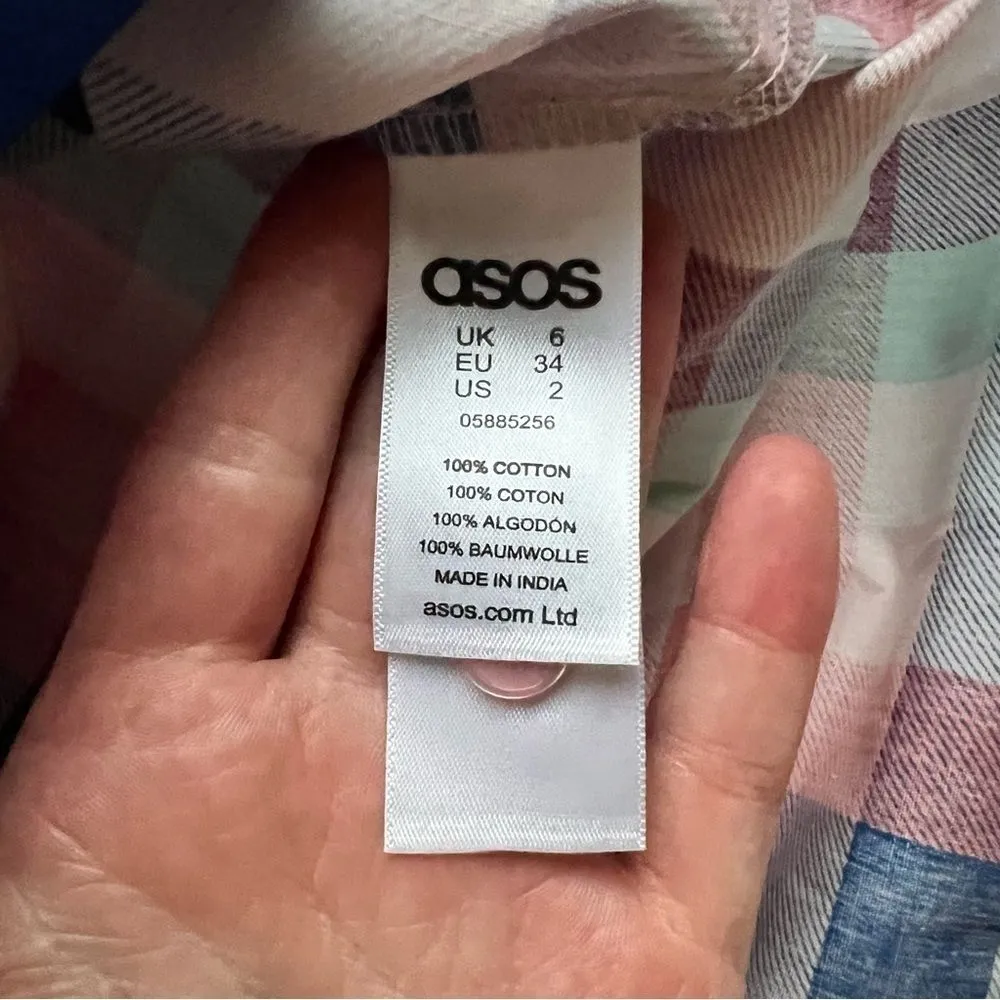 asos
UK 6
EU 34
US 2
05885256
100% COTTON
100% COTON
100% ALGODÓN
100% BAUMWOLLE
MADE IN INDIA
asos.com Ltd